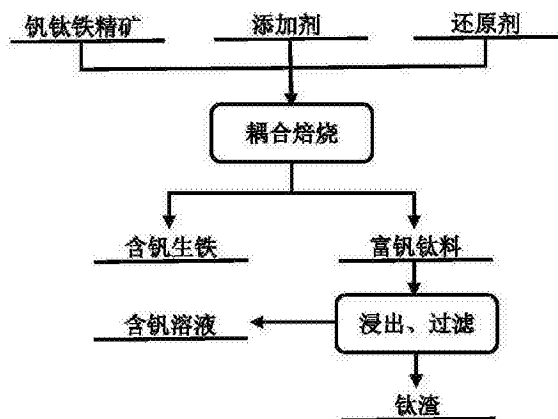 钒钛铁精矿
添加剂
还原剂
耦合焙烧
含钒生铁
富钒钛料
含钒溶液
浸出、过滤
钛渣